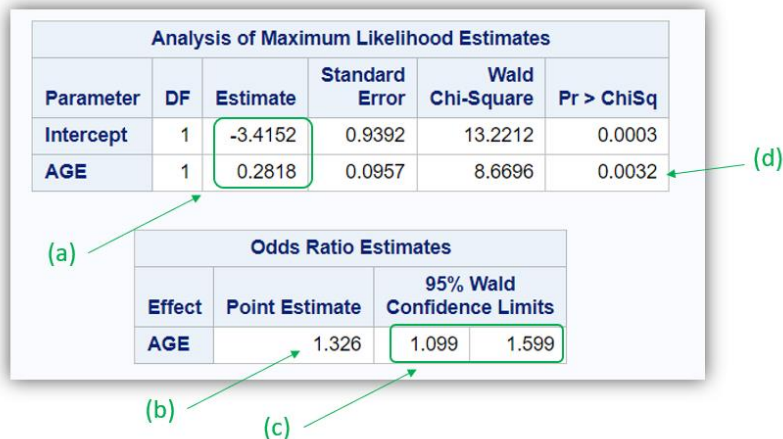 Analysis of Maximum Likelihood Estimates
Parameter DF Estimate Standard Error Wald Chi-Square Pr > ChiSq
Intercept 1 -3.4152 0.9392 13.2212 0.0003
AGE 1 0.2818 0.0957 8.6696 0.0032
(d)
(a)
Odds Ratio Estimates
Effect Point Estimate 95% Wald Confidence Limits
AGE 1.326 1.099 1.599
(b)
(c)